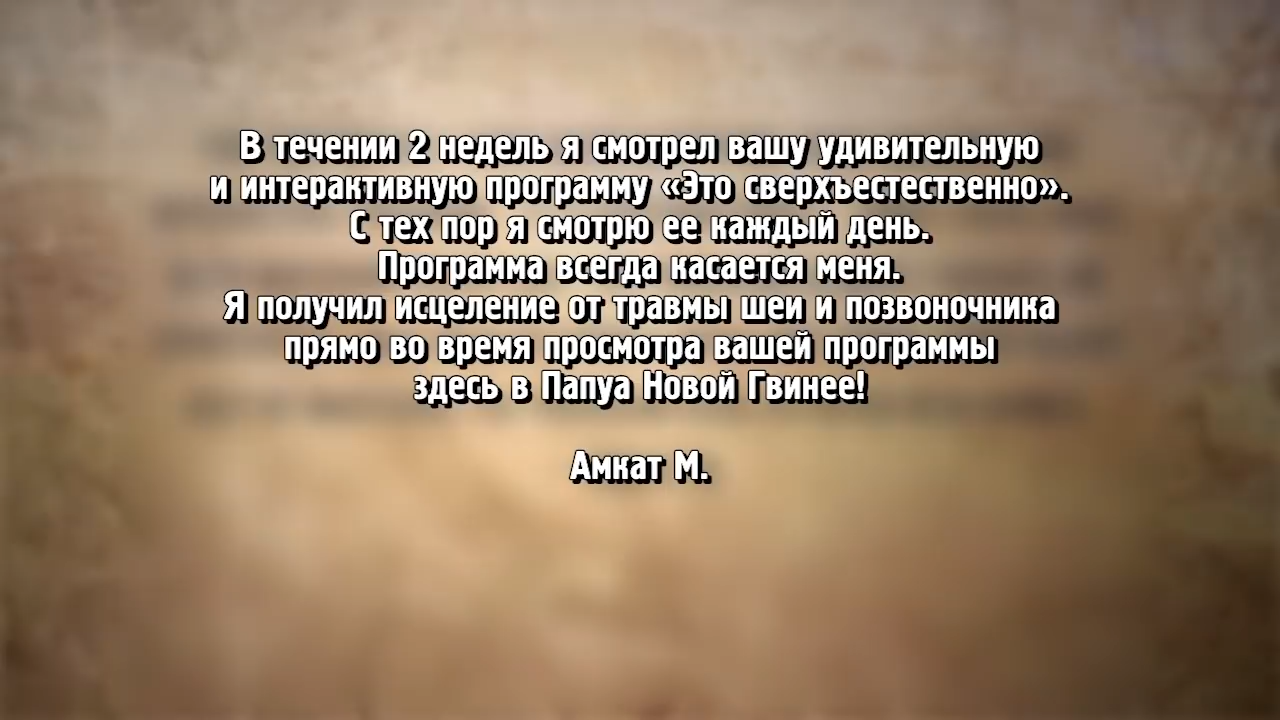 В течении 2 недель я смотрел вашу удивительную
и интерактивную программу «Это сверхъестественно».
С тех пор я смотрю ее каждый день.
Программа всегда касается меня.
Я получил исцеление от травмы шеи и позвоночника
прямо во время просмотра вашей программы
здесь в Папуа Новой Гвинее!
Амкат М.